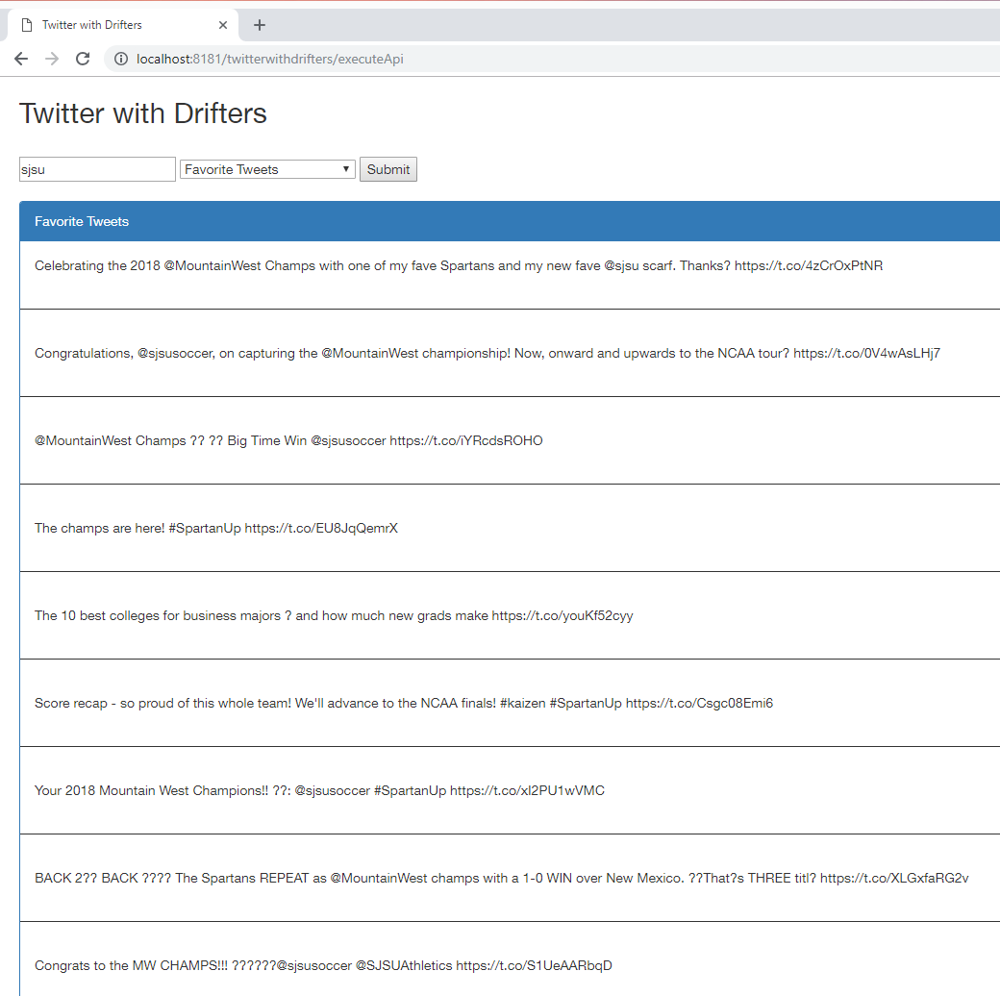 Twitter with Drifters
localhost:8181/twitterwithdrifters/executeApi
Twitter with Drifters
sjsu Favorite Tweets Submit
Favorite Tweets
Celebrating the 2018 @MountainWest Champs with one of my fave Spartans and my new fave @sjsu scarf. Thanks? https://t.co/4zCrOxPtNR
Congratulations, @sjsusoccer, on capturing the @MountainWest championship! Now, onward and upwards to the NCAA tour? https://t.co/0V4wAsLHj7
@MountainWest Champs ?? ?? Big Time Win @sjsusoccer https://t.co/iYRcdsROHO
The champs are here! #SpartanUp https://t.co/EU8JqQemrX
The 10 best colleges for business majors ? and how much new grads make https://t.co/youKf52cyy
Score recap - so proud of this whole team! We'll advance to the NCAA finals! #kaizen #SpartanUp https://t.co/Csgc08Emi6
Your 2018 Mountain West Champions!! ??: @sjsusoccer #SpartanUp https://t.co/xI2PU1wVMC
BACK 2?? BACK ???? The Spartans REPEAT as @MountainWest champs with a 1-0 WIN over New Mexico. ??That?s THREE titl? https://t.co/XLGxfaRG2v
Congrats to the MW CHAMPS!!! ??????@sjsusoccer @SJSUAthletics https://t.co/S1UeAARbqD